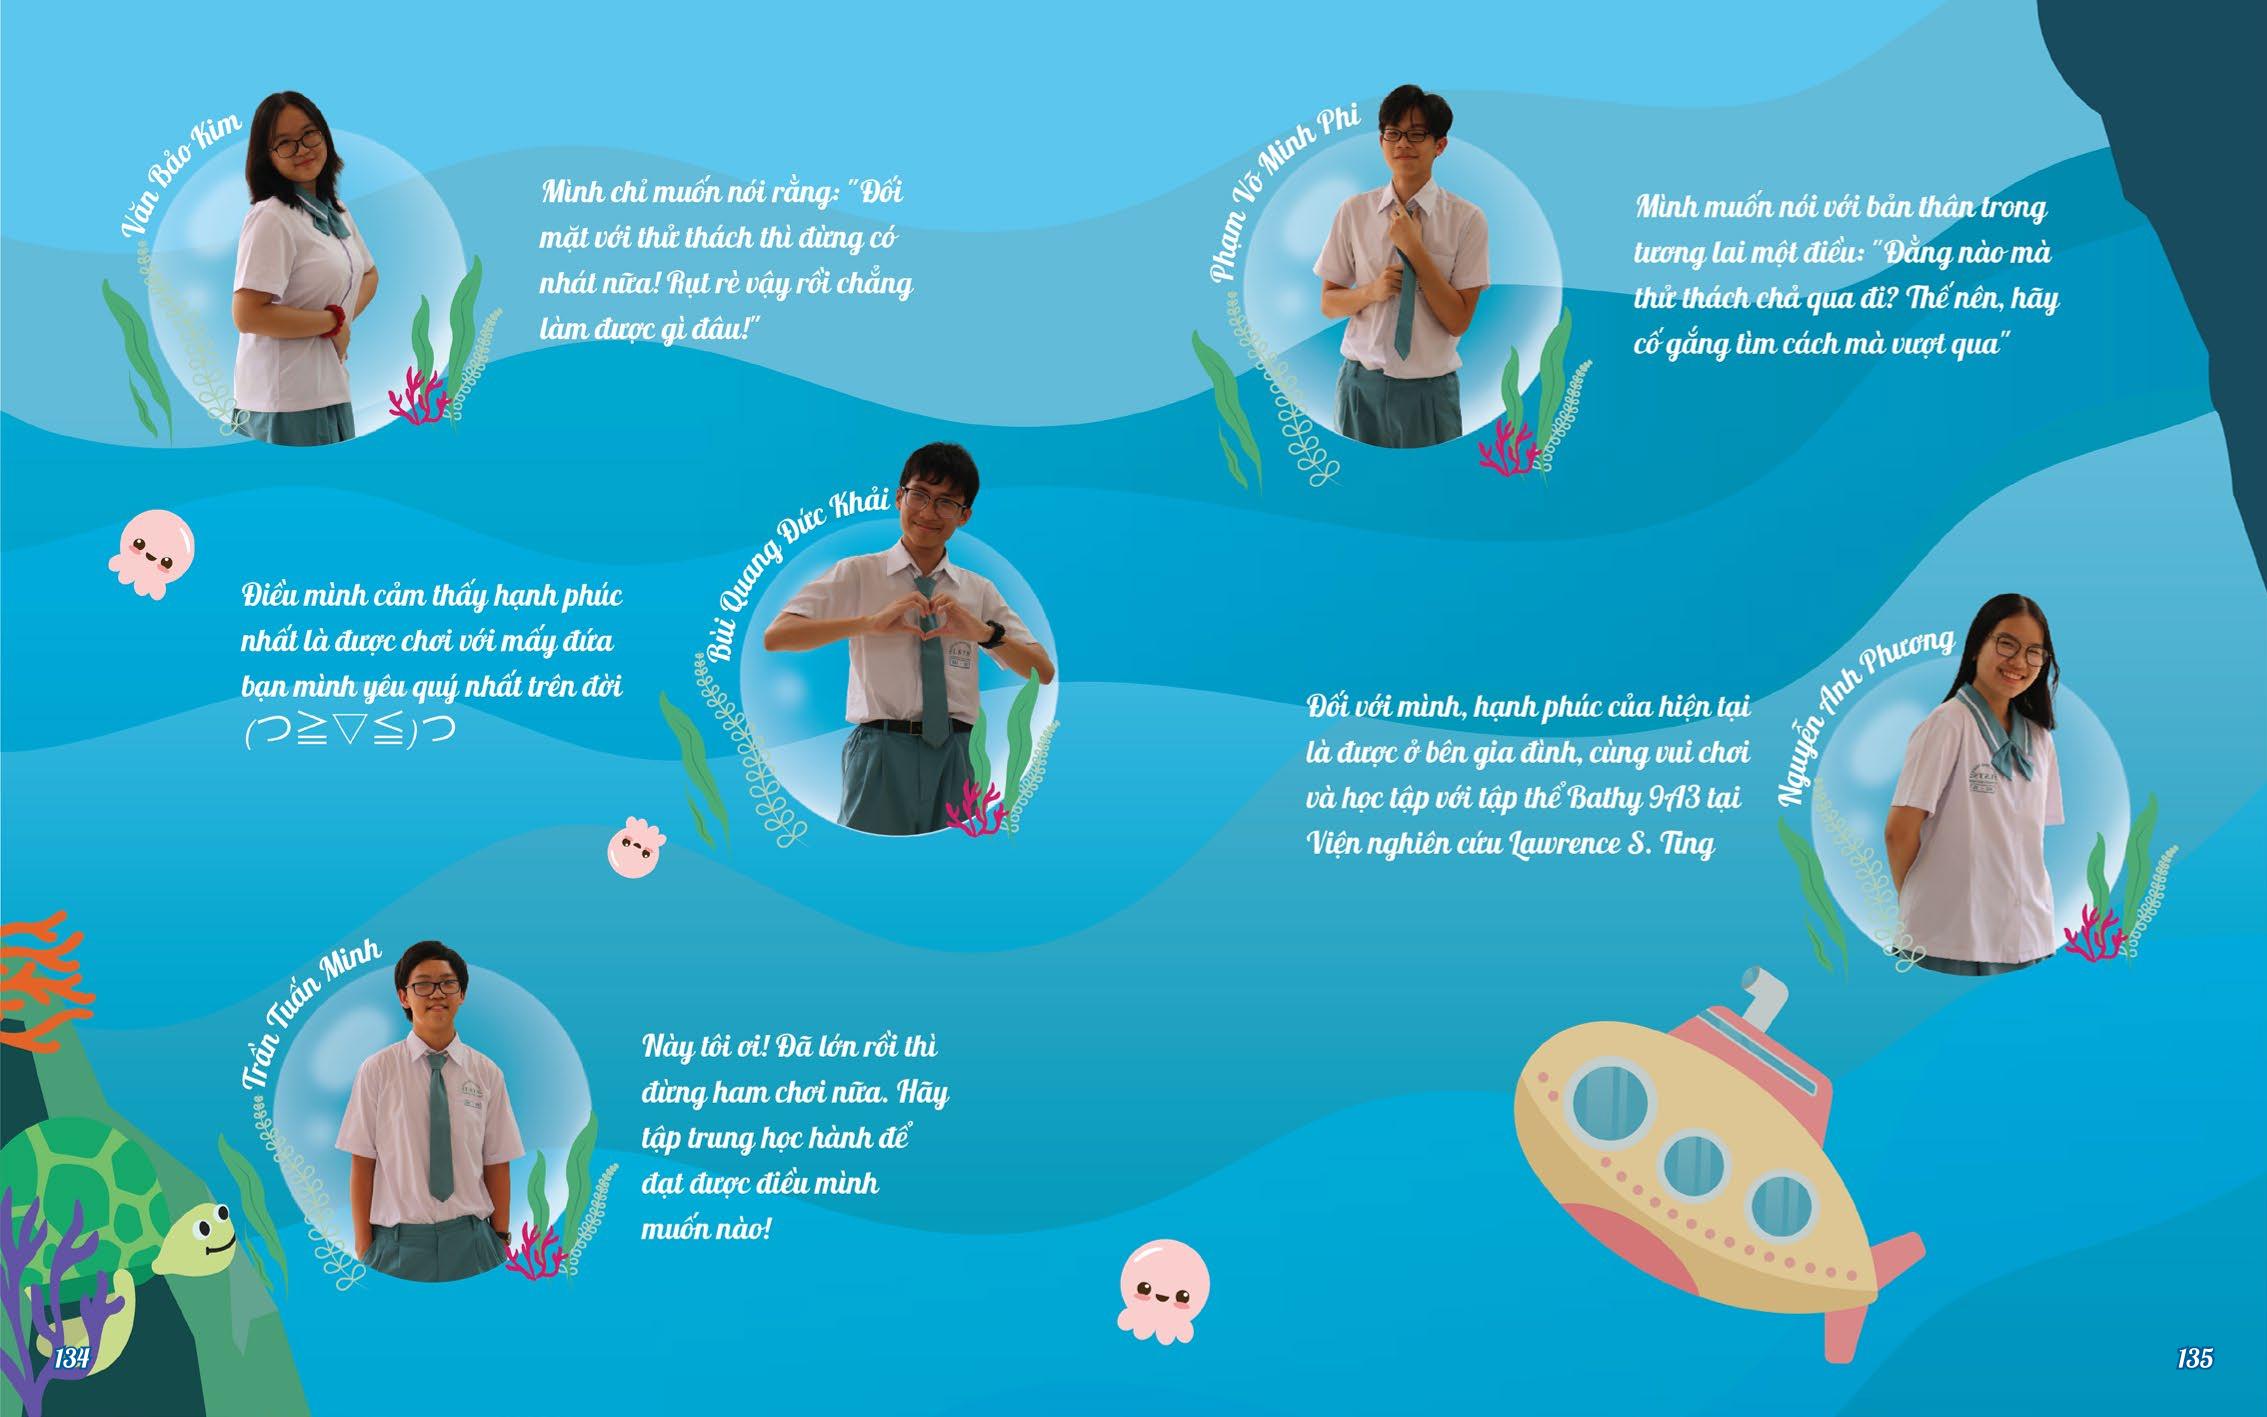 Văn Bảo Kim
Mình chỉ muốn nói rằng: "Đối
mặt với thử thách thì đừng có
nhát nữa! Rụt rè vậy rồi chẳng
làm được gì đâu!"
Bùi Quang Đức Khải
Điều mình cảm thấy hạnh phúc
nhất là được chơi với mấy đứa
bạn mình yêu quý nhất trên đời
(つ≧▽≦)つ
Trần Tuấn Minh
Này tôi ơi! Đã lớn rồi thì
đừng ham chơi nữa. Hãy
tập trung học hành để
đạt được điều mình
muốn nào!
134
Phạm Võ Minh Phi
Mình muốn nói với bản thân trong
tương lai một điều: "Đằng nào mà
thử thách chả qua đi? Thế nên, hãy
cố gắng tìm cách mà vượt qua"
Nguyễn Anh Phương
Đối với mình, hạnh phúc của hiện tại
là được ở bên gia đình, cùng vui chơi
và học tập với tập thể Bathy 9A3 tại
Viện nghiên cứu Lawrence S. Ting
135